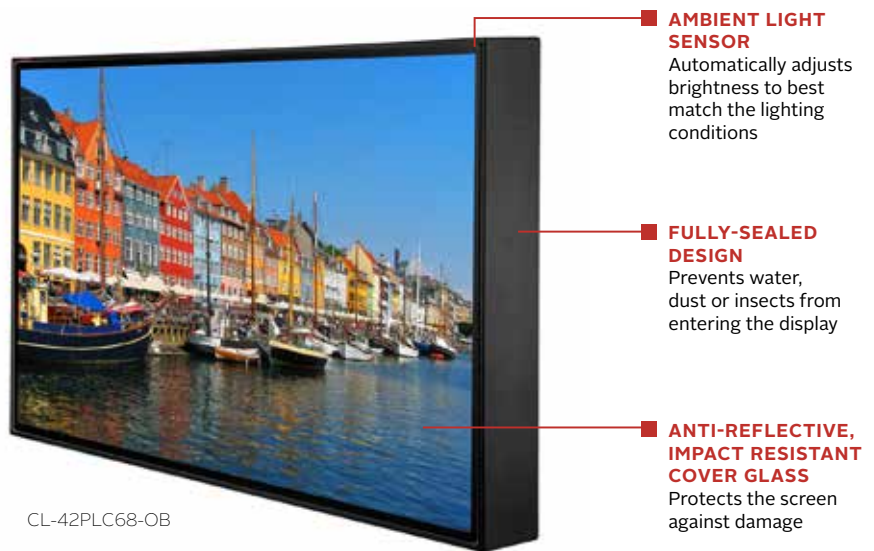 AMBIENT LIGHT
SENSOR
Automatically adjusts
brightness to best
match the lighting
conditions
FULLY-SEALED
DESIGN
Prevents water,
dust or insects from
entering the display
ANTI-REFLECTIVE,
IMPACT RESISTANT
COVER GLASS
Protects the screen
against damage
CL-42PLC68-OB